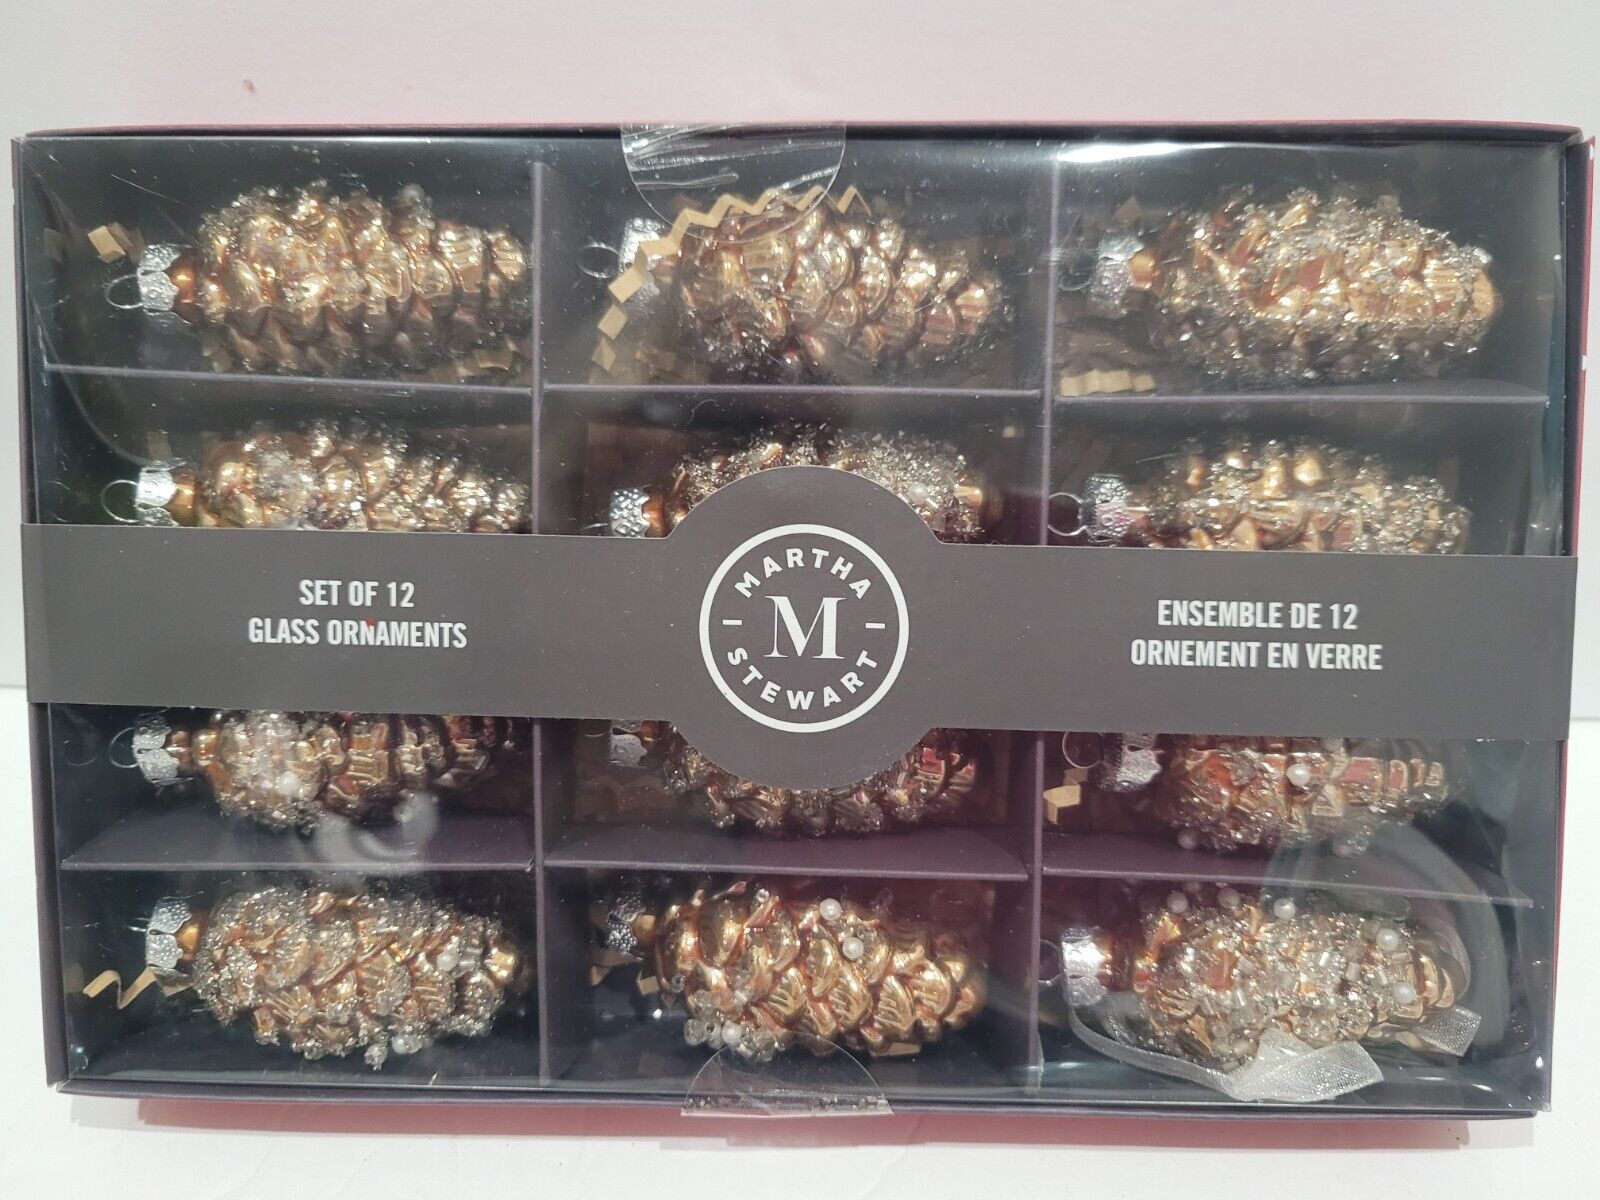 SET OF 12
GLASS ORNAMENTS
MARTHA
M
STEWART
ENSEMBLE DE 12
ORNEMENT EN VERRE